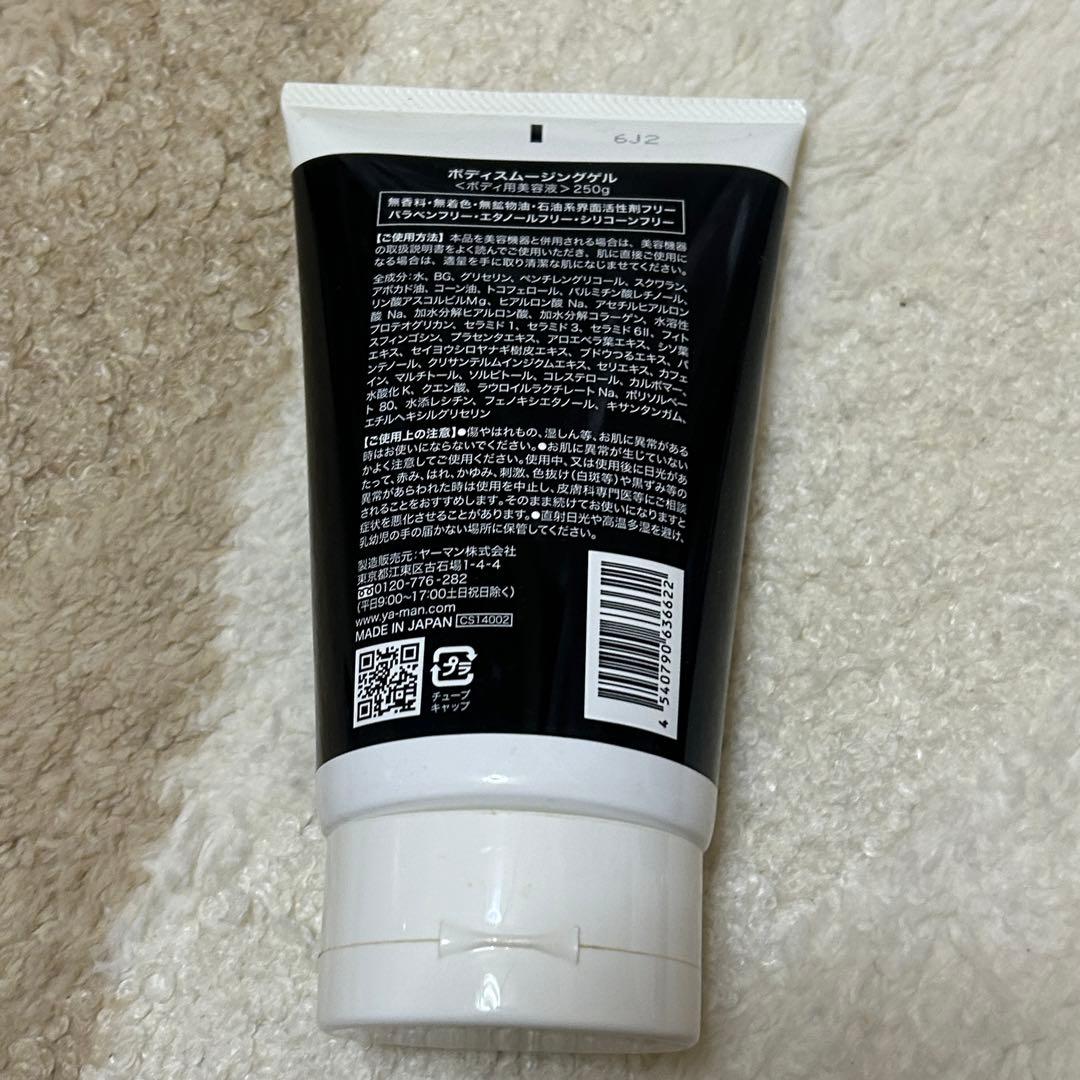 6J2
ボディスムージングゲル
＜ボディ用美容液＞250g
無香料・無着色・無鉱物油・石油系界面活性剤フリー
パラベンフリー・エタノールフリー・シリコーンフリー
【ご使用方法】本品を美容機器と併用される場合は、美容機器
の取扱説明書をよく読んでご使用いただき、肌に直接ご使用に
なる場合は、適量を手に取り清潔な肌になじませてください。
全成分：水、BG、グリセリン、ペンチレングリコール、スクワラン、
アボカド油、コーン油、トコフェロール、パルミチン酸レチノール、
リン酸アスコルビルMg、ヒアルロン酸 Na、アセチルヒアルロン
酸 Na、加水分解ヒアルロン酸、加水分解コラーゲン、水溶性
プロテオグリカン、セラミド 1、セラミド 3、セラミド 6II、フィト
スフィンゴシン、プラセンタエキス、アロエベラ葉エキス、シソ葉
エキス、セイヨウシロヤナギ樹皮エキス、ブドウつるエキス、パ
ンテノール、クリサンテルムインジクムエキス、セリエキス、カフェ
イン、マルチトール、ソルビトール、コレステロール、カルボマー、
水酸化 K、クエン酸、ラウロイルラクチレート Na、ポリソルベー
ト 80、水添レシチン、フェノキシエタノール、キサンタンガム、
エチルヘキシルグリセリン
【ご使用上の注意】●傷やはれもの、湿しん等、お肌に異常がある
時はお使いにならないでください。●お肌に異常が生じていない
かよく注意してご使用ください。使用中、又は使用後に日光があ
たって、赤み、はれ、かゆみ、刺激、色抜け(白斑等)や黒ずみ等の
異常があらわれた時は使用を中止し、皮膚科専門医等にご相談
されることをおすすめします。そのまま続けてお使いになりますと
症状を悪化させることがあります。●直射日光や高温多湿を避け、
乳幼児の手の届かない場所に保管してください。
製造販売元：ヤーマン株式会社
東京都江東区古石場1-4-4
0120-776-282
(平日9:00〜17:00土日祝日除く)
www.ya-man.com
MADE IN JAPAN CS14002
プラ
チューブ
キャップ
4 540790 636622